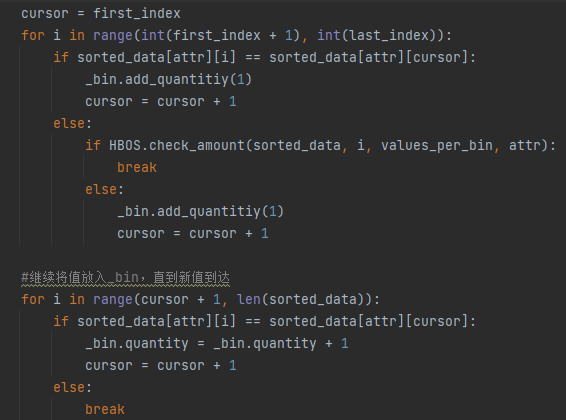 cursor = first_index
for i in range(int(first_index + 1), int(last_index)):
    if sorted_data[attr][i] == sorted_data[attr][cursor]:
        _bin.add_quantitiy(1)
        cursor = cursor + 1
    else:
        if HBOS.check_amount(sorted_data, i, values_per_bin, attr):
            break
        else:
            _bin.add_quantitiy(1)
            cursor = cursor + 1
#继续将值放入_bin，直到新值到达
for i in range(cursor + 1, len(sorted_data)):
    if sorted_data[attr][i] == sorted_data[attr][cursor]:
        _bin.quantity = _bin.quantity + 1
        cursor = cursor + 1
    else:
        break